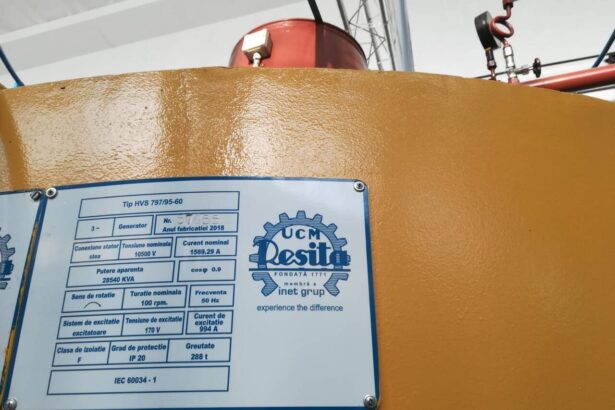 Tip HVS 797/95-60
3~ Generator Nr.
Anul fabricatiei 2018
Conexiune stator stea
Tensiune nominala 10500 V
Curent nominal 1569,29 A
Putere aparenta 28540 KVA
cosφ 0.9
Sens de rotatie
Turatie nominala 100 rpm.
Frecventa 50 Hz
Sistem de excitatie excitatoare
Tensiune de excitatie 170 V
Curent de excitatie 994 A
Clasa de izolatie F
Grad de protectie IP 20
Greutate 288 t
IEC 60034 - 1
UCM
Resita
FONDATĂ 1771
membră a
inet grup
experience the difference